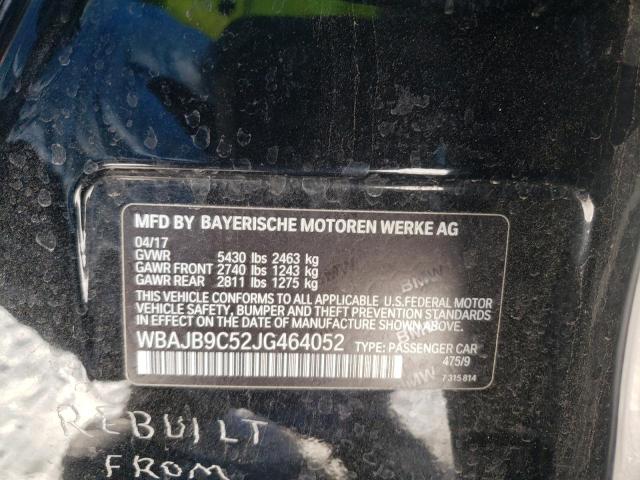 MFD BY BAYERISCHE MOTOREN WERKE AG
04/17
GVWR 5430 lbs 2463 kg
GAWR FRONT 2740 lbs 1243 kg
GAWR REAR 2811 lbs 1275 kg
THIS VEHICLE CONFORMS TO ALL APPLICABLE U.S.FEDERAL MOTOR
VEHICLE SAFETY, BUMPER, AND THEFT PREVENTION STANDARDS
IN EFFECT ON THE DATE OF MANUFACTURE SHOWN ABOVE.
WBAJB9C52JG464052 TYPE: PASSENGER CAR
475/9
7 315 814
BMW
BMW
BMW
REBUILT
FROM